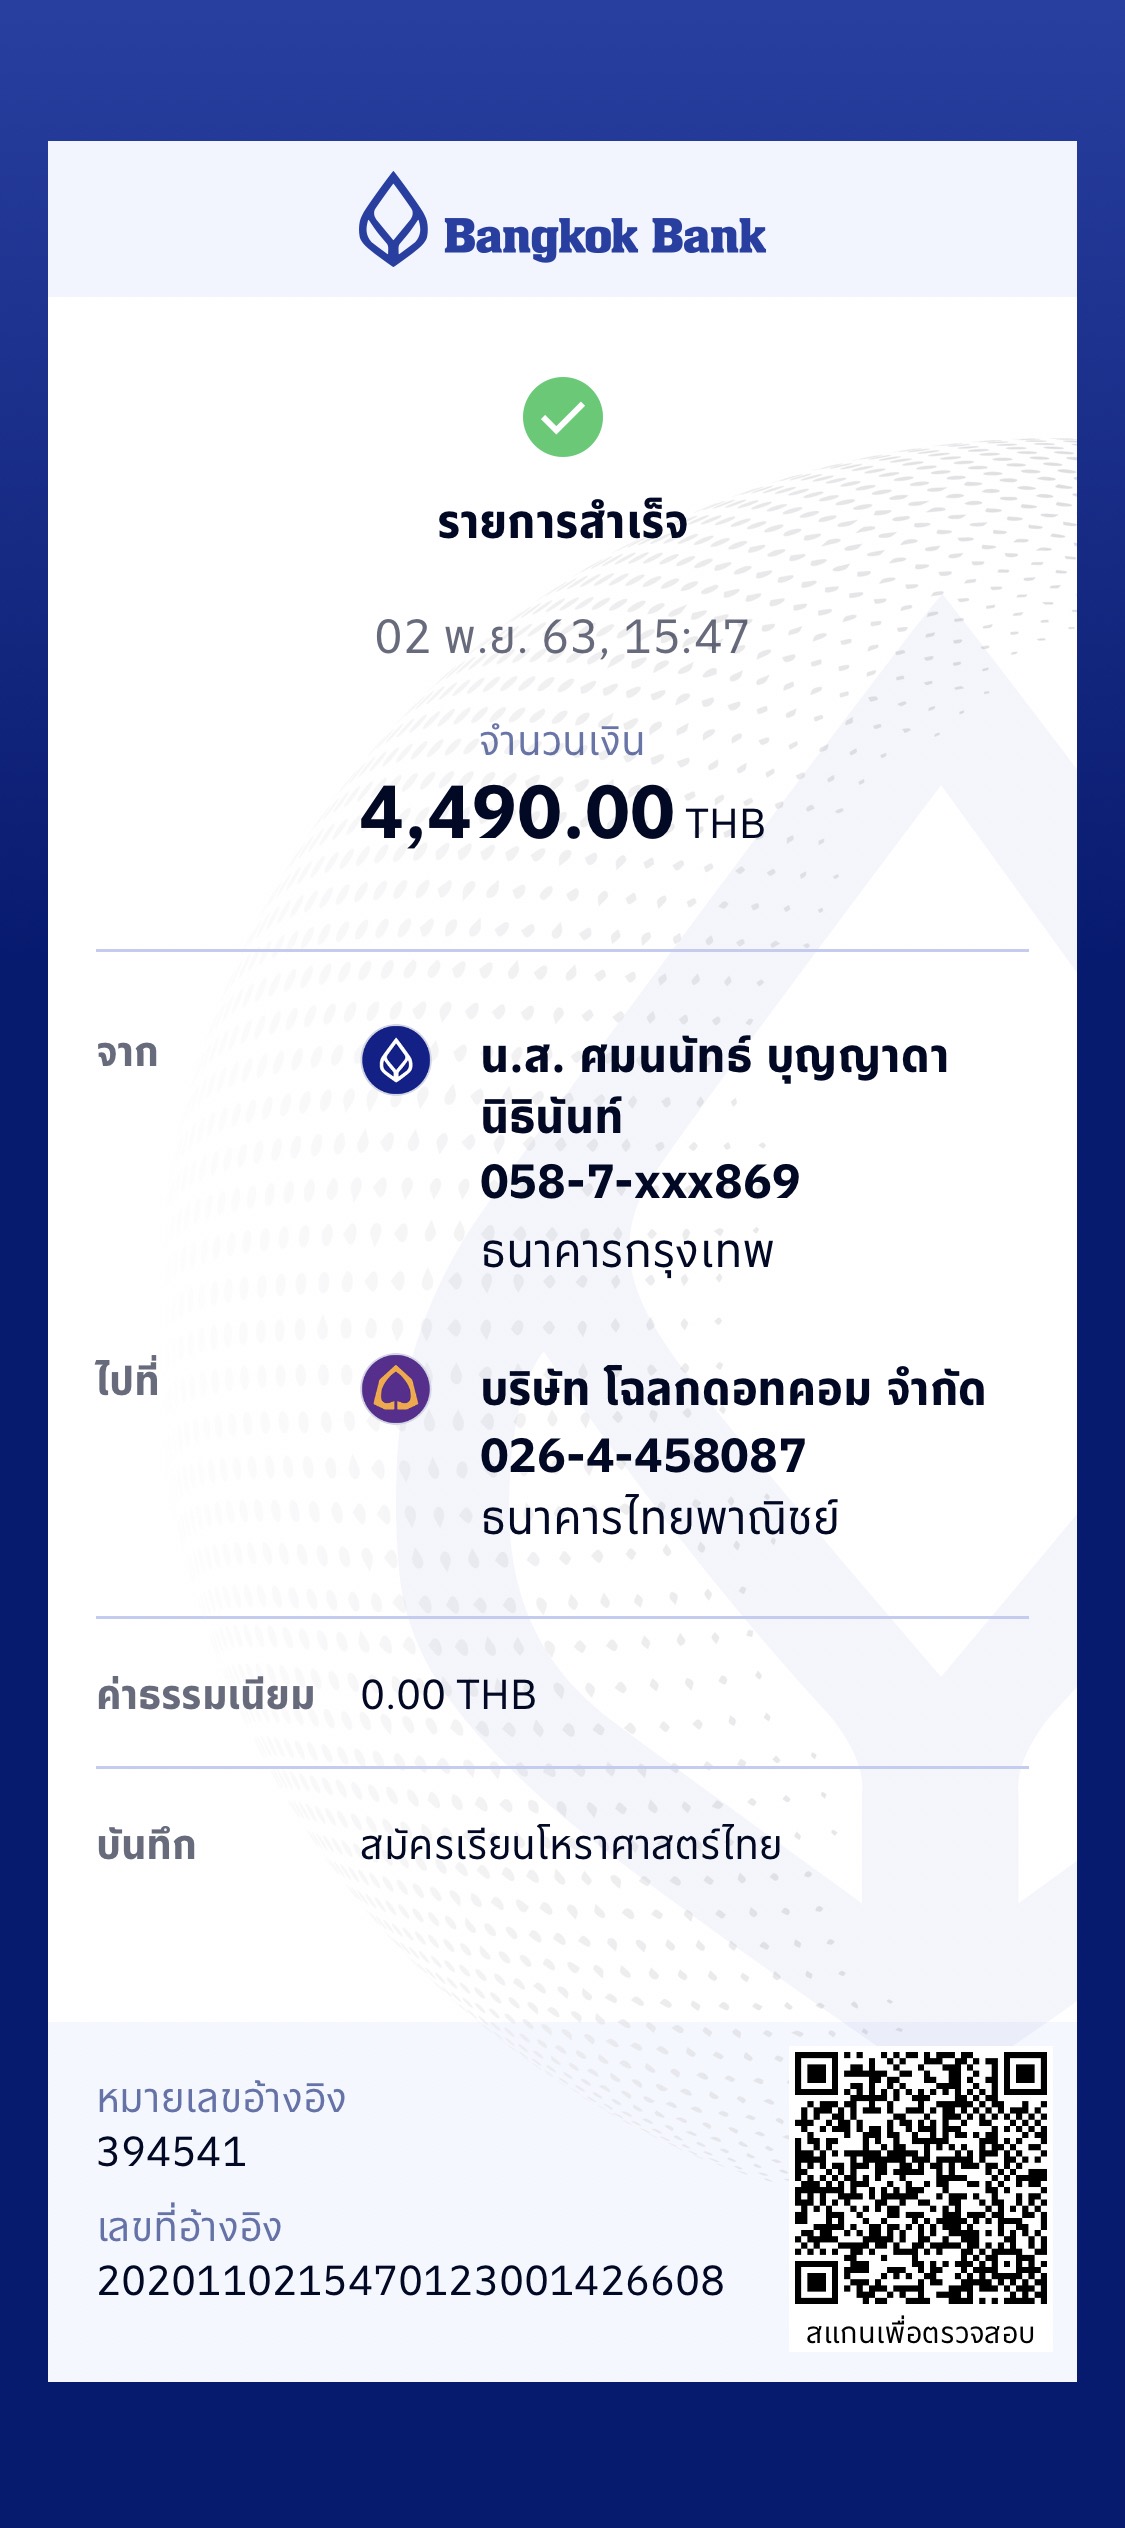 Bangkok Bank
รายการสำเร็จ
02 พ.ย. 63, 15:47
จำนวนเงิน
4,490.00 THB
จาก
น.ส. ศมนนัทธ์ บุญญาดา
นิธินันท์
058-7-xxx869
ธนาคารกรุงเทพ
ไปที่
บริษัท โฉลกดอทคอม จำกัด
026-4-458087
ธนาคารไทยพาณิชย์
ค่าธรรมเนียม 0.00 THB
บันทึก สมัครเรียนโหราศาสตร์ไทย
หมายเลขอ้างอิง
394541
เลขที่อ้างอิง
2020110215470123001426608
สแกนเพื่อตรวจสอบ